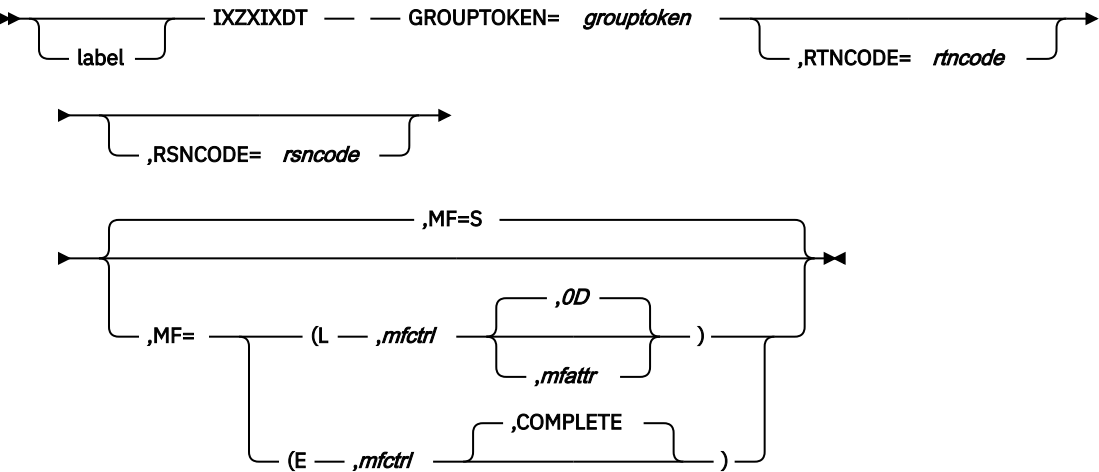 IXZXIXDT GROUPTOKEN= grouptoken
label
,RTNCODE= rtncode
,RSNCODE= rsncode
,MF=S
,0D
,MF= (L ,mfctrl )
,mfattr
,COMPLETE
(E ,mfctrl )